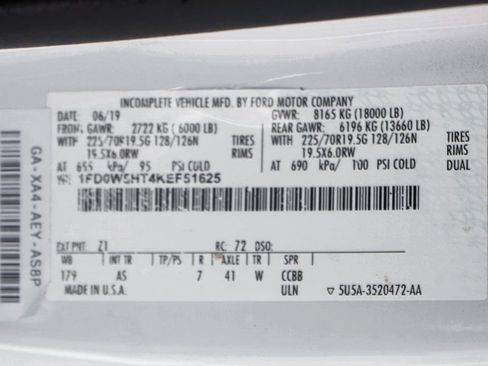 INCOMPLETE VEHICLE MFD. BY FORD MOTOR COMPANY
DATE: 06/19 GVWR: 8165 KG (18000 LB)
FRONT GAWR: 2722 KG (6000 LB) REAR GAWR: 6196 KG (13660 LB)
WITH 225/70R19.5G 128/126N TIRES WITH 225/70R19.5G 128/126N TIRES
19.5X6.0RW RIMS 19.5X6.0RW RIMS
AT 655 kPa/ 95 PSI COLD AT 690 kPa/ 100 PSI COLD
1FD0W5HT4KEF51625
EXT PNT: Z1 RC: 72 DSO:
WB INT TR TP/PS R AXLE TR SPR
179 AS 7 41 W CCBB
MADE IN U.S.A. ULN ▽ 5U5A-3520472-AA
GA-XA4-AEY-AS8P